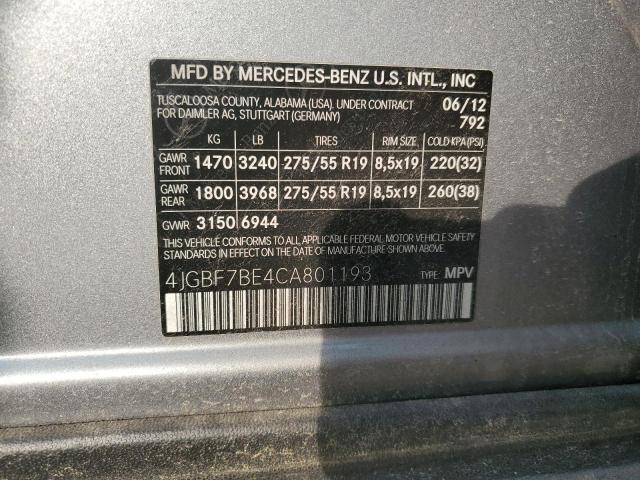 MFD BY MERCEDES-BENZ U.S. INTL., INC
TUSCALOOSA COUNTY, ALABAMA (USA). UNDER CONTRACT 06/12
FOR DAIMLER AG, STUTTGART (GERMANY) 792
KG LB TIRES RIM SIZE COLD KPA (PSI)
GAWR FRONT 1470 3240 275/55 R19 8,5x19 220(32)
GAWR REAR 1800 3968 275/55 R19 8,5x19 260(38)
GVWR 3150 6944
THIS VEHICLE CONFORMS TO ALL APPLICABLE FEDERAL MOTOR VEHICLE SAFETY
STANDARDS IN EFFECT ON THE DATE OF MANUFACTURE SHOWN ABOVE.
4JGBF7BE4CA801193 TYPE: MPV